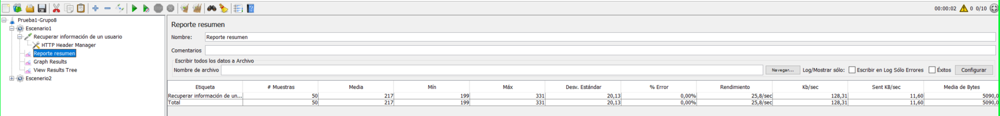 00:00:02 0 0/10
Prueba1-Grupo8
Escenario1
Recuperar información de un usuario
HTTP Header Manager
Reporte resumen
Graph Results
View Results Tree
Escenerio2
Reporte resumen
Nombre: Reporte resumen
Comentarios
Escribir todos los datos a Archivo
Nombre de archivo Navegar... Log/Mostrar sólo: Escribir en Log Sólo Errores Éxitos Configurar
Etiqueta # Muestras Media Mín Máx Desv. Estándar % Error Rendimiento Kb/sec Sent KB/sec Media de Bytes
Recuperar información de un... 50 217 199 331 20,13 0,00% 25,8/sec 128,31 11,60 5090,0
Total 50 217 199 331 20,13 0,00% 25,8/sec 128,31 11,60 5090,0